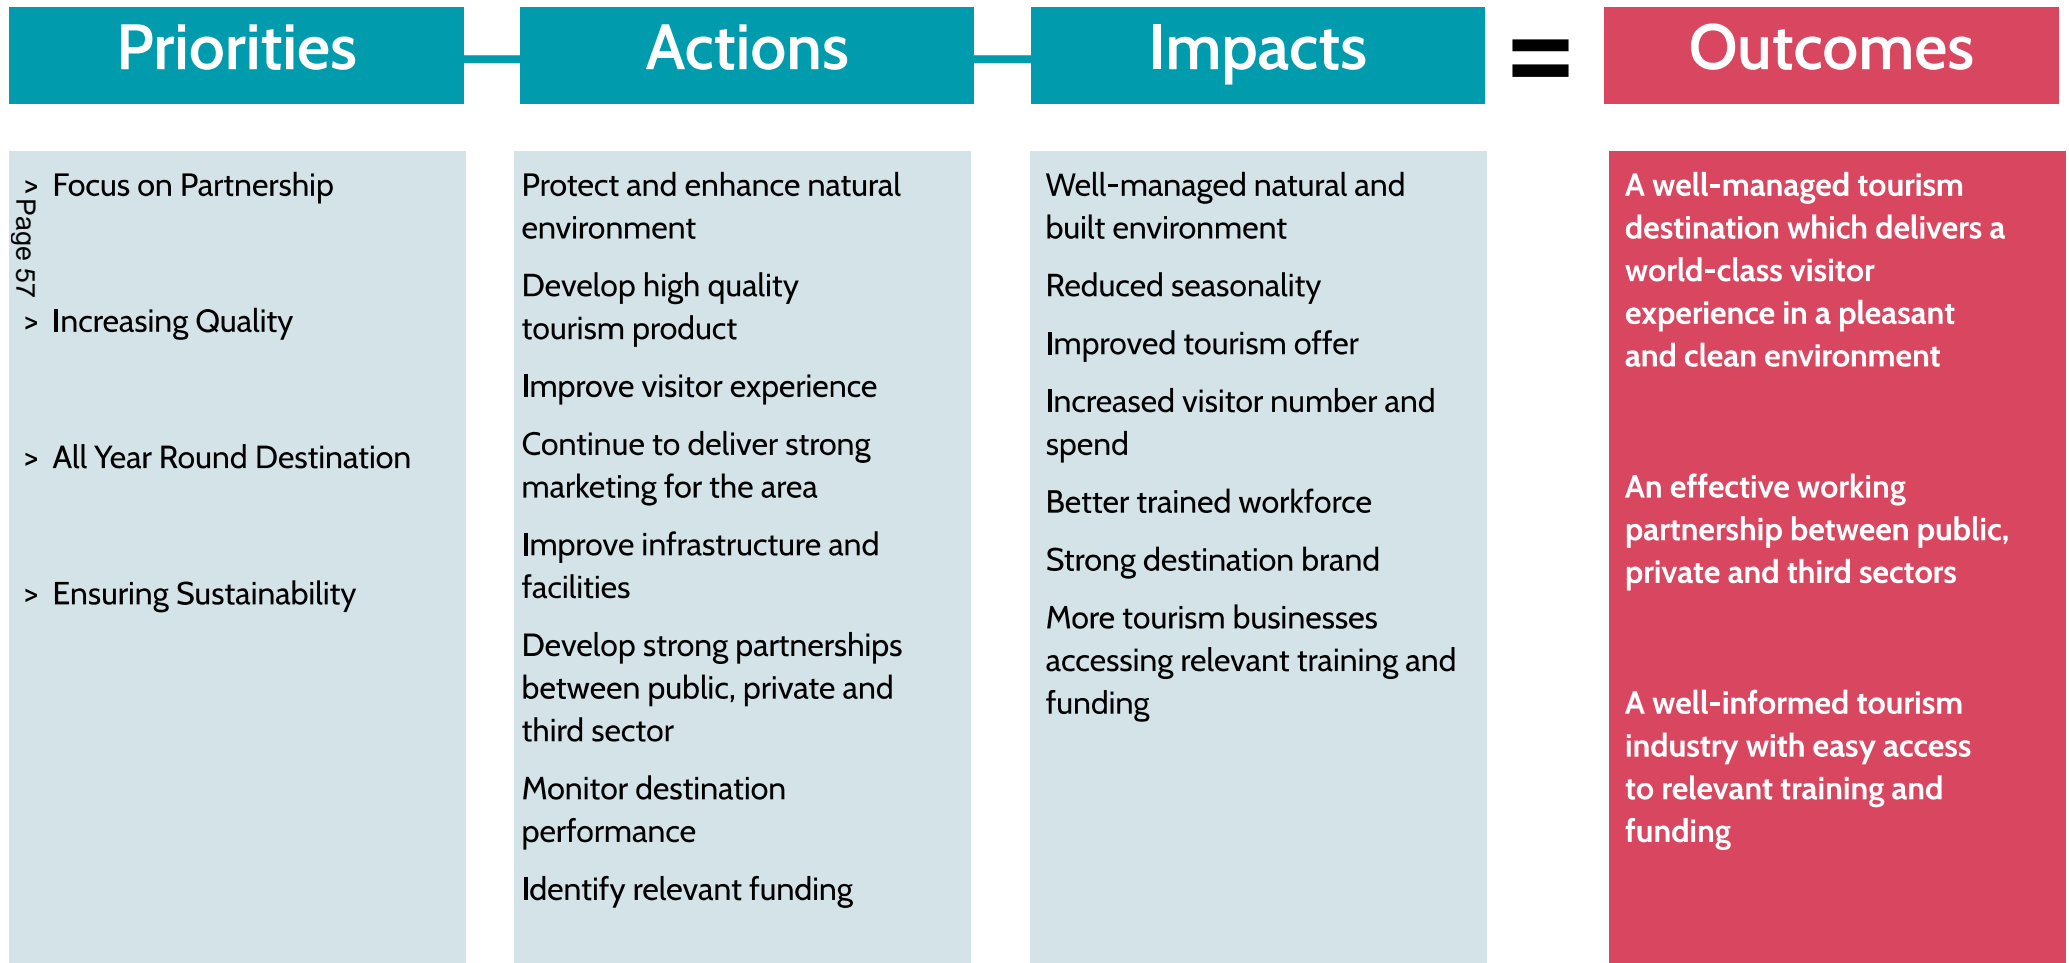 Priorities
Actions
Impacts
=
Outcomes
> Focus on Partnership
> Increasing Quality
> All Year Round Destination
> Ensuring Sustainability
Page 57
Protect and enhance natural
environment
Develop high quality
tourism product
Improve visitor experience
Continue to deliver strong
marketing for the area
Improve infrastructure and
facilities
Develop strong partnerships
between public, private and
third sector
Monitor destination
performance
Identify relevant funding
Well-managed natural and
built environment
Reduced seasonality
Improved tourism offer
Increased visitor number and
spend
Better trained workforce
Strong destination brand
More tourism businesses
accessing relevant training and
funding
A well-managed tourism
destination which delivers a
world-class visitor
experience in a pleasant
and clean environment
An effective working
partnership between public,
private and third sectors
A well-informed tourism
industry with easy access
to relevant training and
funding